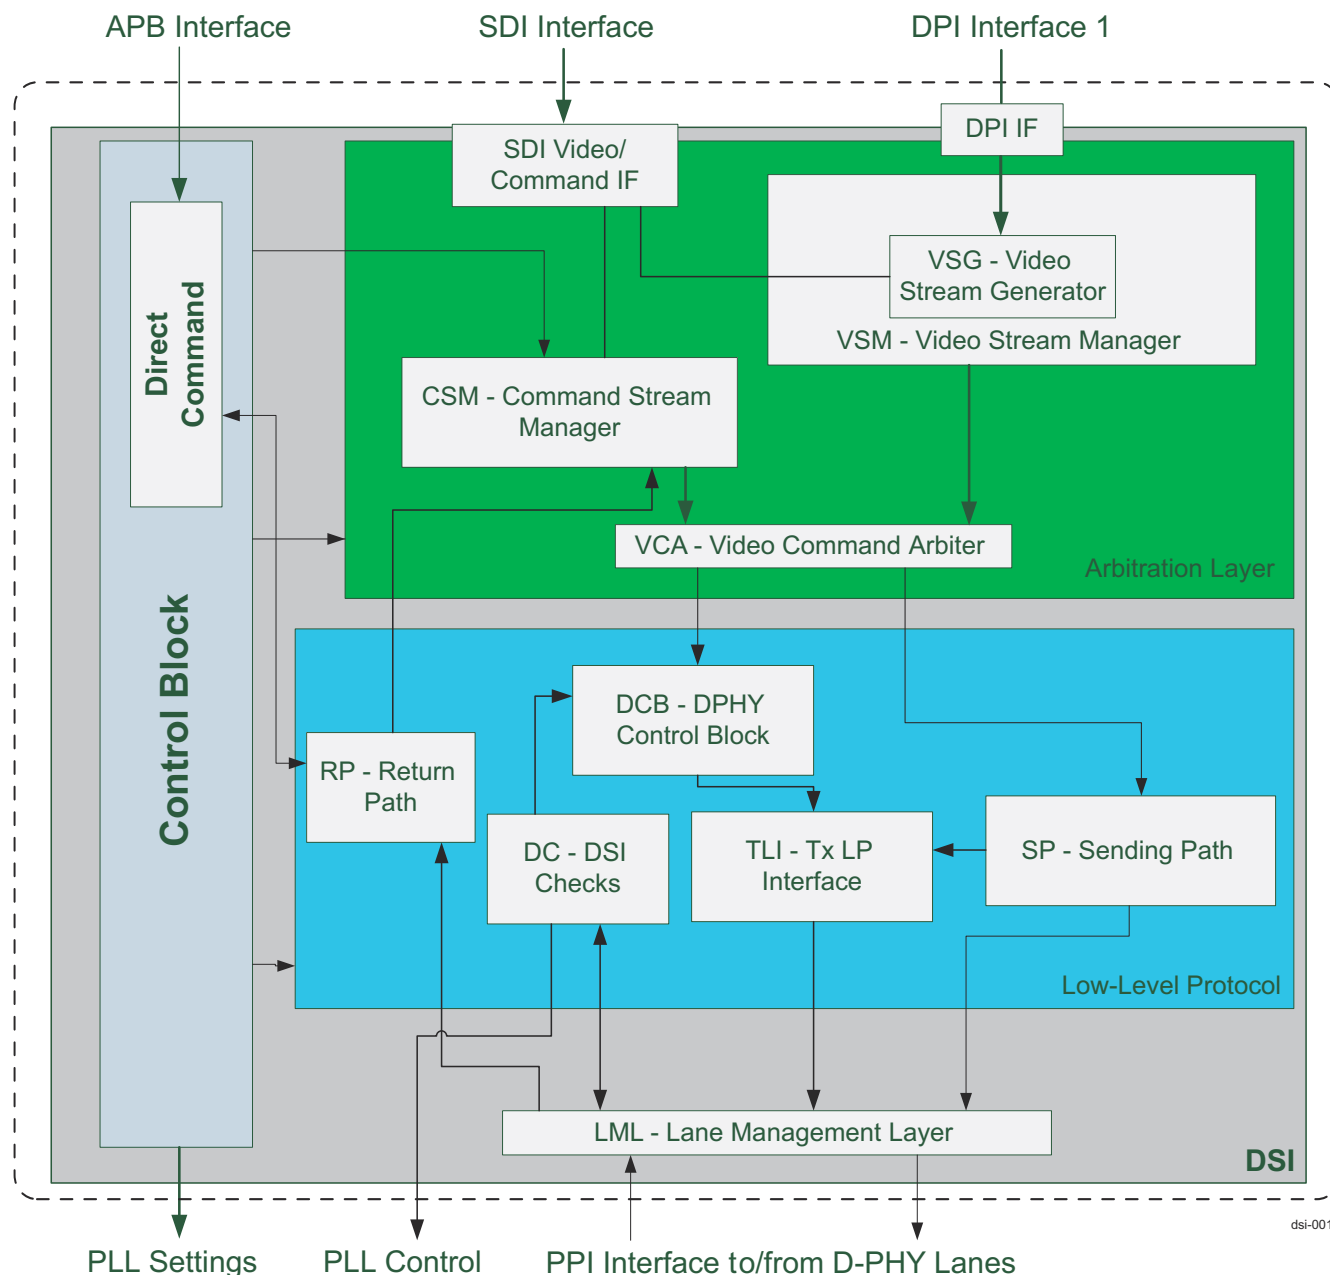 APB Interface
SDI Interface
DPI Interface 1
DPI IF
SDI Video/
Command IF
VSG - Video
Stream Generator
VSM - Video Stream Manager
Direct
Command
CSM - Command Stream
Manager
VCA - Video Command Arbiter
Arbitration Layer
Control Block
DCB - DPHY
Control Block
RP - Return
Path
DC - DSI
Checks
TLI - Tx LP
Interface
SP - Sending Path
Low-Level Protocol
LML - Lane Management Layer
DSI
dsi-001
PLL Settings
PLL Control
PPI Interface to/from D-PHY Lanes